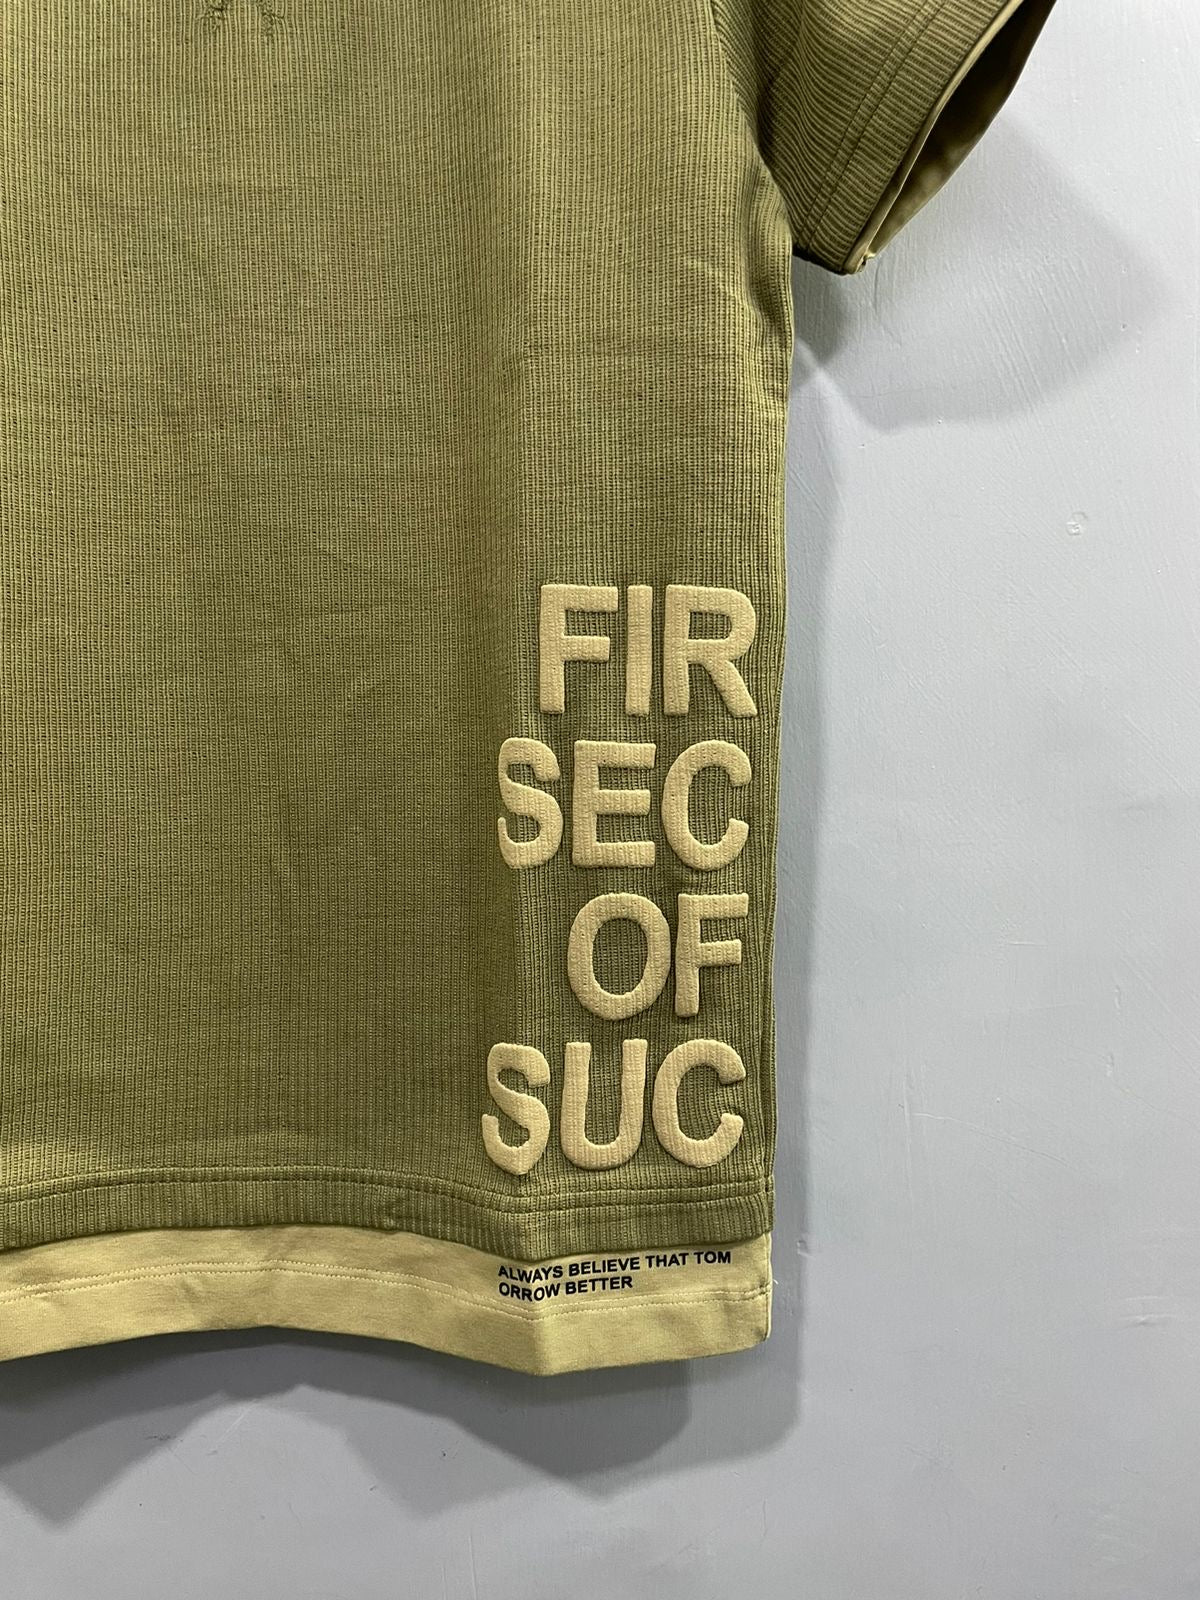 FIR
SEC
OF
SUC
ALWAYS BELIEVE THAT TOM
ORROW BETTER